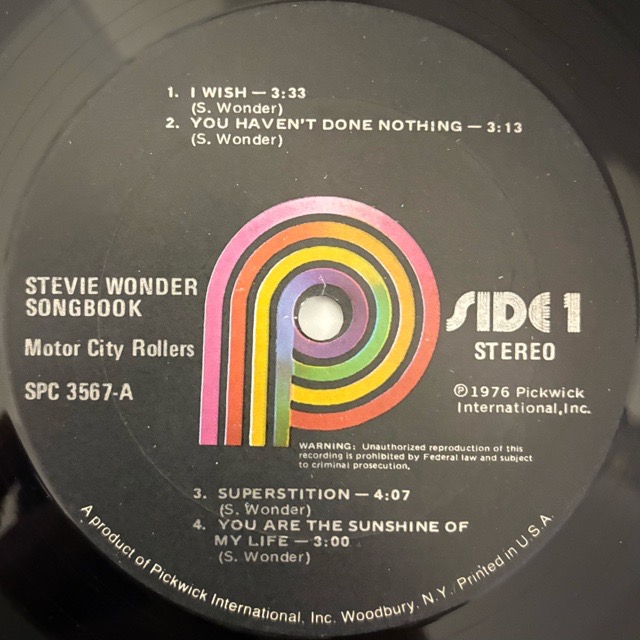 1. I WISH — 3:33
(S. Wonder)
2. YOU HAVEN'T DONE NOTHING — 3:13
(S. Wonder)
STEVIE WONDER
SONGBOOK
Motor City Rollers
SPC 3567-A
SIDE 1
STEREO
℗1976 Pickwick
International, Inc.
WARNING: Unauthorized reproduction of this
recording is prohibited by Federal law and subject
to criminal prosecution.
3. SUPERSTITION — 4:07
(S. Wonder)
4. YOU ARE THE SUNSHINE OF
MY LIFE — 3:00
(S. Wonder)
A product of Pickwick International, Inc. Woodbury, N.Y. Printed in U.S.A.